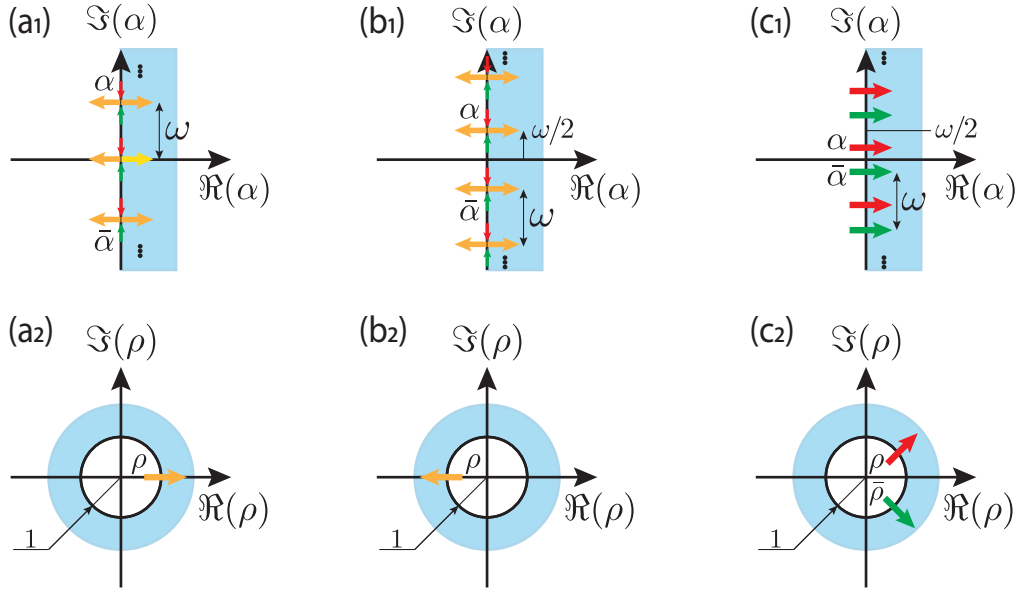 (a1) ℑ(α)
α
ω
ℜ(α)
ᾱ
(b1) ℑ(α)
α
ω/2
ℜ(α)
ᾱ
ω
(c1) ℑ(α)
ω/2
α
ᾱ
ℜ(α)
ω
(a2) ℑ(ρ)
ρ
ℜ(ρ)
1
(b2) ℑ(ρ)
ρ
ℜ(ρ)
1
(c2) ℑ(ρ)
ρ
ρ̄
ℜ(ρ)
1